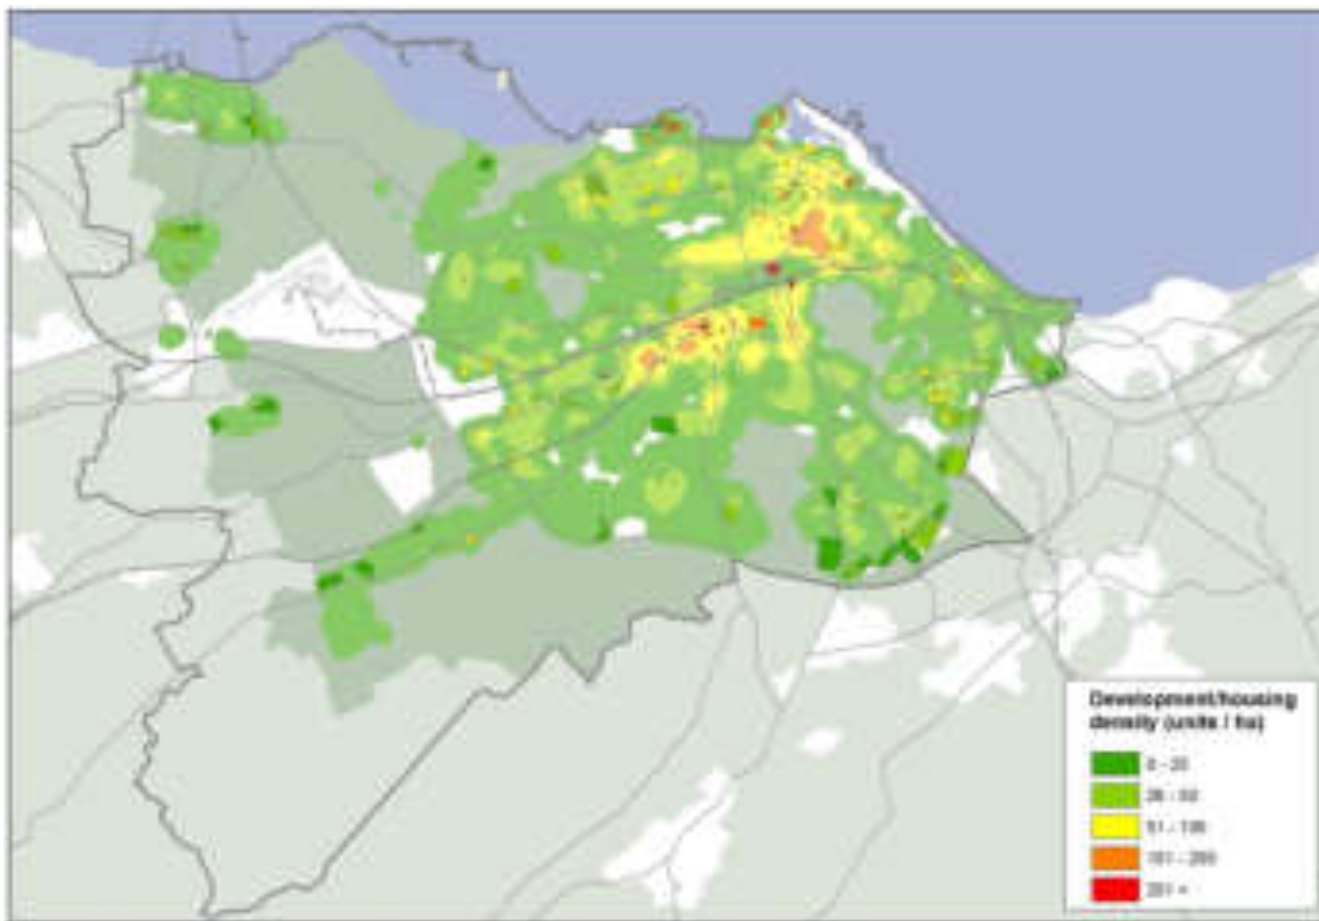 Development/housing
density (units / ha)
0 - 25
26 - 50
51 - 100
101 - 200
201 +